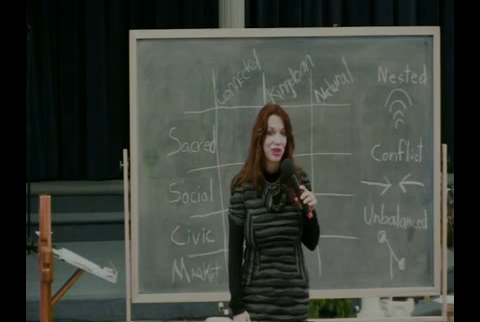 Connected
Kingdom
Natural
Nested
Sacred
Conflict
Social
Unbalanced
Civic
Market